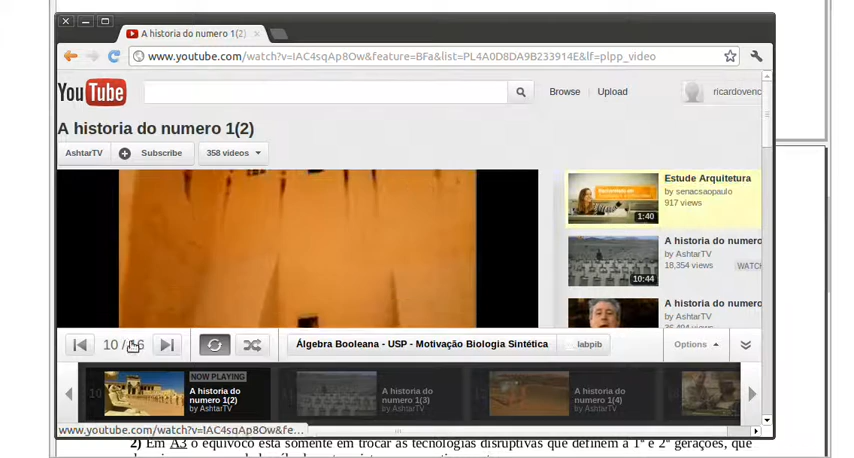 A historia do numero 1(2)
www.youtube.com/watch?v=IAC4sqAp8Ow&feature=BFa&list=PL4A0D8DA9B233914E&lf=plpp_video
YouTube
Browse
Upload
ricardovenc
A historia do numero 1(2)
AshtarTV
Subscribe
358 videos
Estude Arquitetura
by senacsaopaulo
917 views
1:40
A historia do numero
by AshtarTV
18,354 views
WATC
10:44
A historia do numero
by AshtarTV
10 /
Álgebra Booleana - USP - Motivação Biologia Sintética
labpib
Options
10
NOW PLAYING
A historia do numero
1(2)
by AshtarTV
11
A historia do
numero 1(3)
by AshtarTV
12
A historia do
numero 1(4)
by AshtarTV
www.youtube.com/watch?v=IAC4sqAp8Ow&fe...
2) Em A3 o equívoco está somente em trocar as tecnologias disruptivas que definem a 1ª e 2ª gerações, que